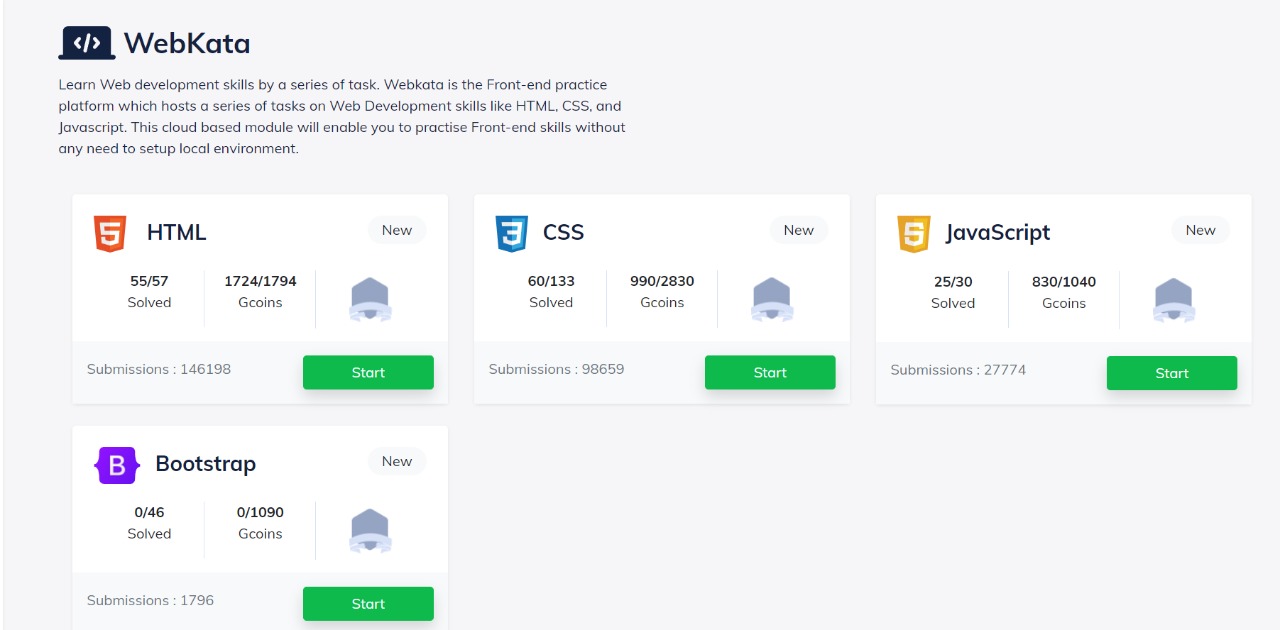 WebKata
Learn Web development skills by a series of task. Webkata is the Front-end practice
platform which hosts a series of tasks on Web Development skills like HTML, CSS, and
Javascript. This cloud based module will enable you to practise Front-end skills without
any need to setup local environment.
HTML
New
55/57
Solved
1724/1794
Gcoins
Submissions : 146198
Start
CSS
New
60/133
Solved
990/2830
Gcoins
Submissions : 98659
Start
JavaScript
New
25/30
Solved
830/1040
Gcoins
Submissions : 27774
Start
B
Bootstrap
New
0/46
Solved
0/1090
Gcoins
Submissions : 1796
Start